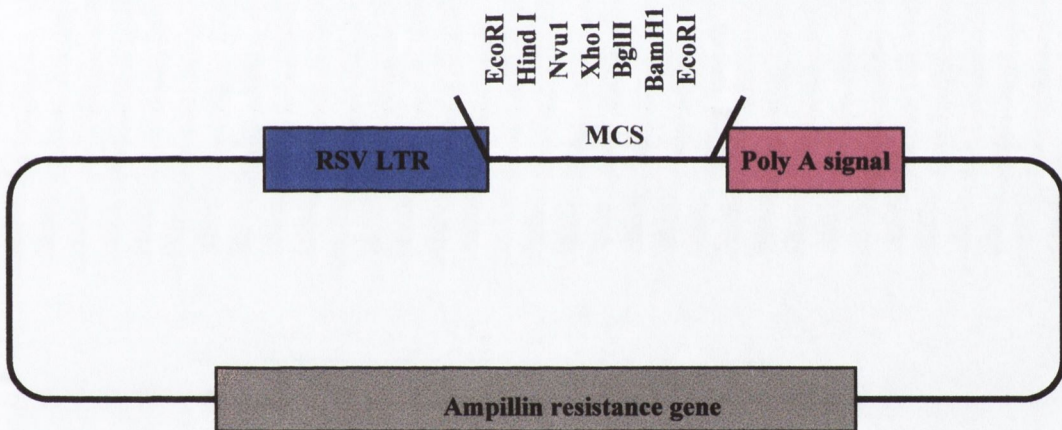 EcoRI
Hind I
Nvu1
Xho1
BglII
BamH1
EcoRI
MCS
RSV LTR
Poly A signal
Ampillin resistance gene